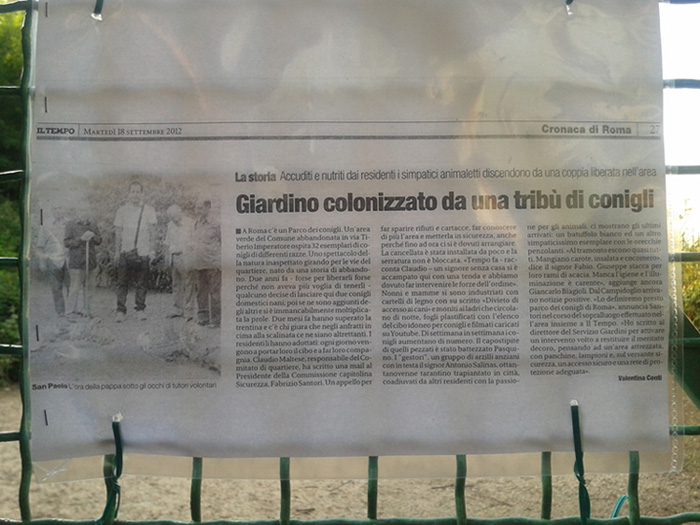 IL TEMPO | MARTEDÌ 18 SETTEMBRE 2012
Cronaca di Roma | 27
La storia Accuditi e nutriti dai residenti i simpatici animaletti discendono da una coppia liberata nell'area
Giardino colonizzato da una tribù di conigli
San Paolo L'ora della pappa sotto gli occhi di tutori volontari
■ A Roma c'è un Parco dei conigli. Un'area
verde del Comune abbandonata in via Ti-
berio Imperatore ospita 32 esemplari di co-
nigli di differenti razze. Uno spettacolo del-
la natura inaspettato girando per le vie del
quartiere, nato da una storia di abbando-
no. Due anni fa - forse per liberarli forse
perché non aveva più voglia di tenerli -
qualcuno decise di lasciare qui due conigli
domestici nani, poi se ne sono aggiunti de-
gli altri e si è immancabilmente moltiplica-
ta la prole. Due mesi fa hanno superato la
trentina e c'è chi giura che negli anfratti in
cima alla scalinata ce ne siano altrettanti. I
residenti li hanno adottati: ogni giorno ven-
gono a portar loro il cibo e a far loro compa-
gnia. Claudio Maltese, responsabile del Co-
mitato di quartiere, ha scritto una mail al
Presidente della Commissione capitolina
Sicurezza, Fabrizio Santori. Un appello per
far sparire rifiuti e cartacce, far conoscere
di più l'area e metterla in sicurezza, anche
perché fino ad ora ci si è dovuti arrangiare.
La cancellata è stata installata da poco e la
serratura non è bloccata. «Tempo fa - rac-
conta Claudio - un signore senza casa si è
accampato qui con una tenda e abbiamo
dovuto far intervenire le forze dell'ordine».
Nonni e mamme si sono industriati con
cartelli di legno con su scritto «Divieto di
accesso ai cani» e moniti ai ladri che circola-
no di notte, fogli plastificati con l'elenco
del cibo idoneo per conigli e filmati caricati
su Youtube. Di settimana in settimana i co-
nigli aumentano di numero. Il capostipite
di quelli pezzati è stato battezzato Pasqua-
no. I "gestori", un gruppo di arzilli anziani
con in testa il signor Antonio Salinas, ottan-
tanovenne tarantino trapiantato in città,
coadiuvati da altri residenti con la passio-
ne per gli animali, ci mostrano gli ultimi
arrivati: un batuffolo bianco ed un altro
simpaticissimo esemplare con le orecchie
penzolanti. «Al tramonto escono quasi tut-
ti. Mangiano carote, insalata e cocomero»,
dice il signor Fabio. Giuseppe stacca per
loro rami di acacia. Manca l'igiene e l'illu-
minazione è carente», aggiunge ancora
Giancarlo Biagioli. Dal Campidoglio arriva-
no notizie positive. «Lo definiremo perciò
parco dei conigli di Roma», annuncia San-
tori nel corso del sopralluogo effettuato nel-
l'area insieme a Il Tempo. «Ho scritto al
direttore del Servizio Giardini per attivare
un intervento volto a restituire il meritato
decoro, pensando ad un'area attrezzata,
con panchine, lampioni e, sul versante si-
curezza, un accesso sicuro e una rete di pro-
tezione adeguata».
Valentina Conti